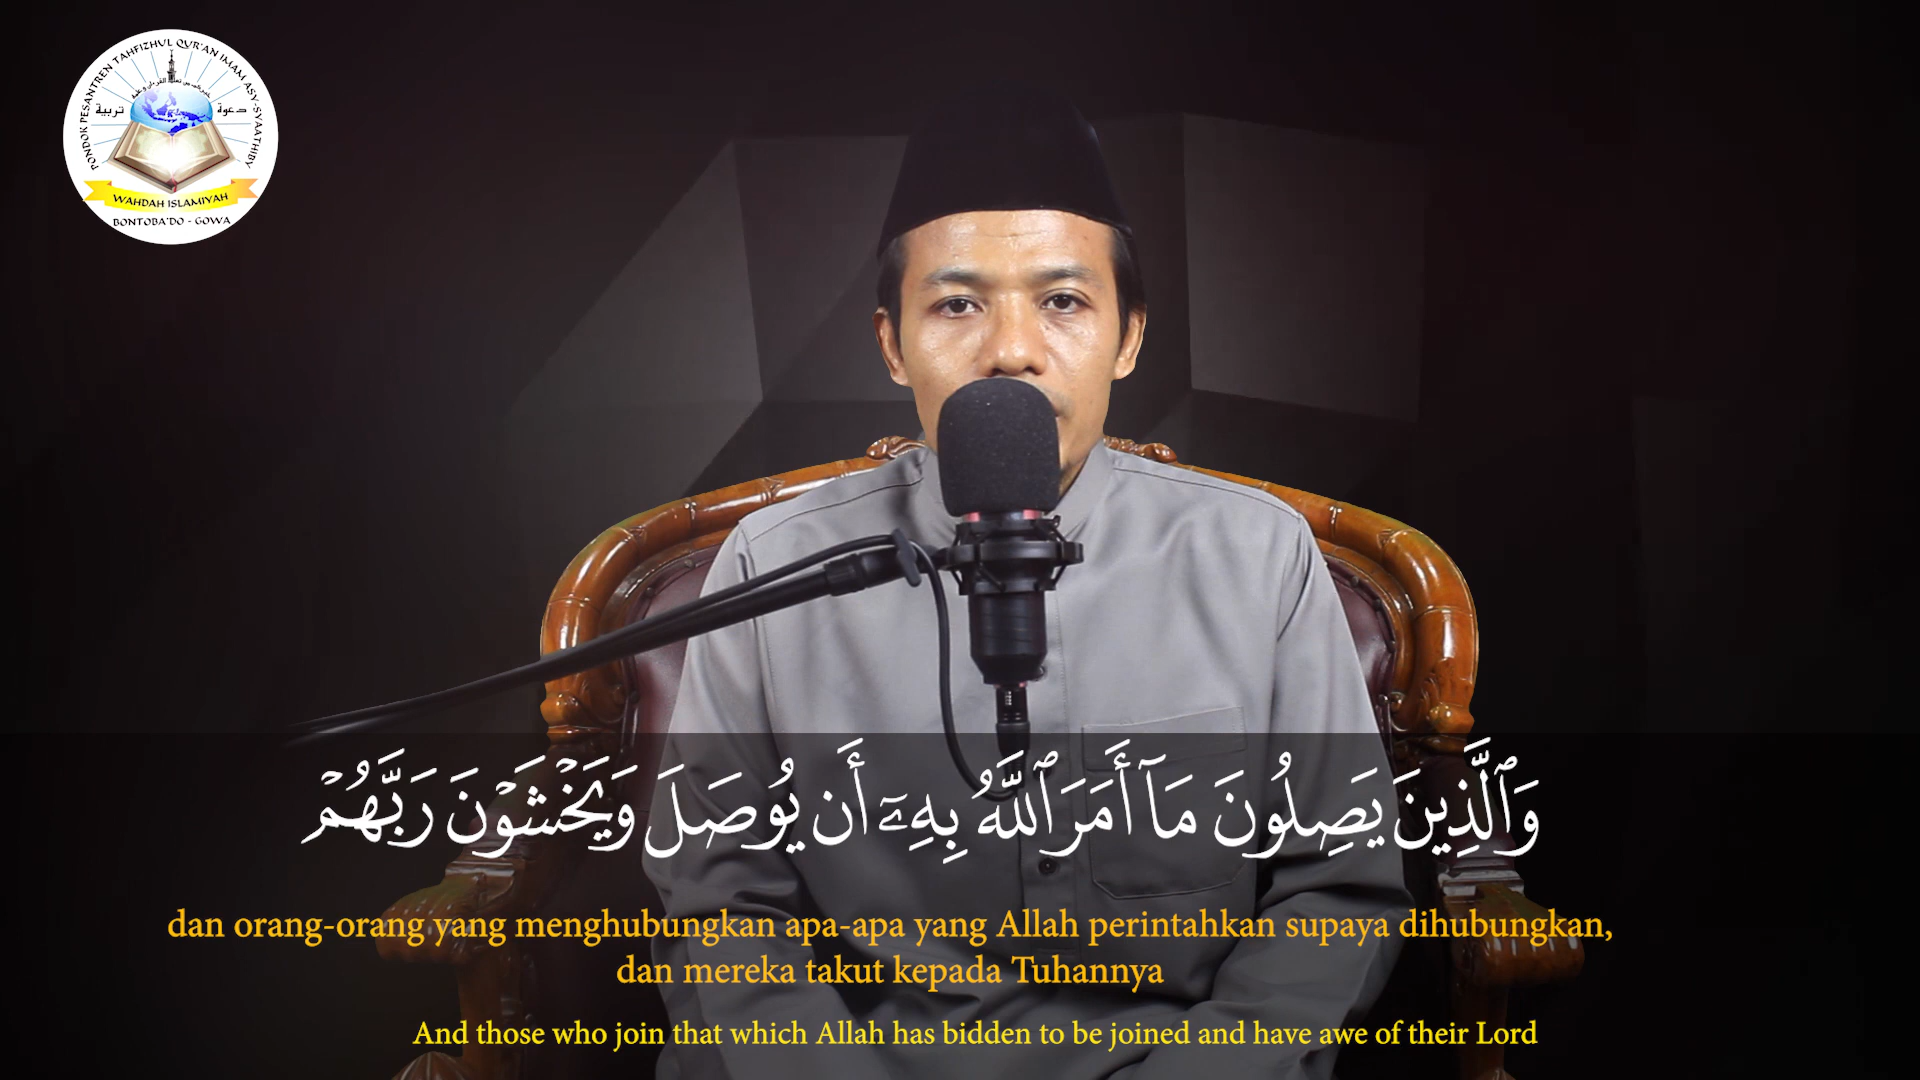 PONDOK PESANTREN TAHFIZHUL QUR'AN IMAM ASY-SYAATHIBY
تربية
دعوة
WAHDAH ISLAMIYAH
BONTOBA'DO - GOWA
وَٱلَّذِينَ يَصِلُونَ مَآ أَمَرَ ٱللَّهُ بِهِۦٓ أَن يُوصَلَ وَيَخْشَوْنَ رَبَّهُمْ
dan orang-orang yang menghubungkan apa-apa yang Allah perintahkan supaya dihubungkan,
dan mereka takut kepada Tuhannya
And those who join that which Allah has bidden to be joined and have awe of their Lord